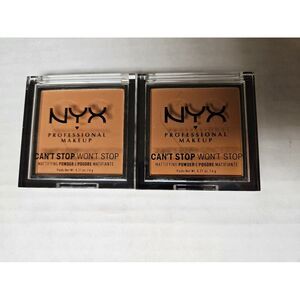 NYX
PROFESSIONAL
MAKEUP
CAN'T STOP WON'T STOP
MATTIFYING POWDER | POUDRE MATIFIANTE
NYX
PROFESSIONAL
MAKEUP
CAN'T STOP WON'T STOP
MATTIFYING POWDER | POUDRE MATIFIANTE